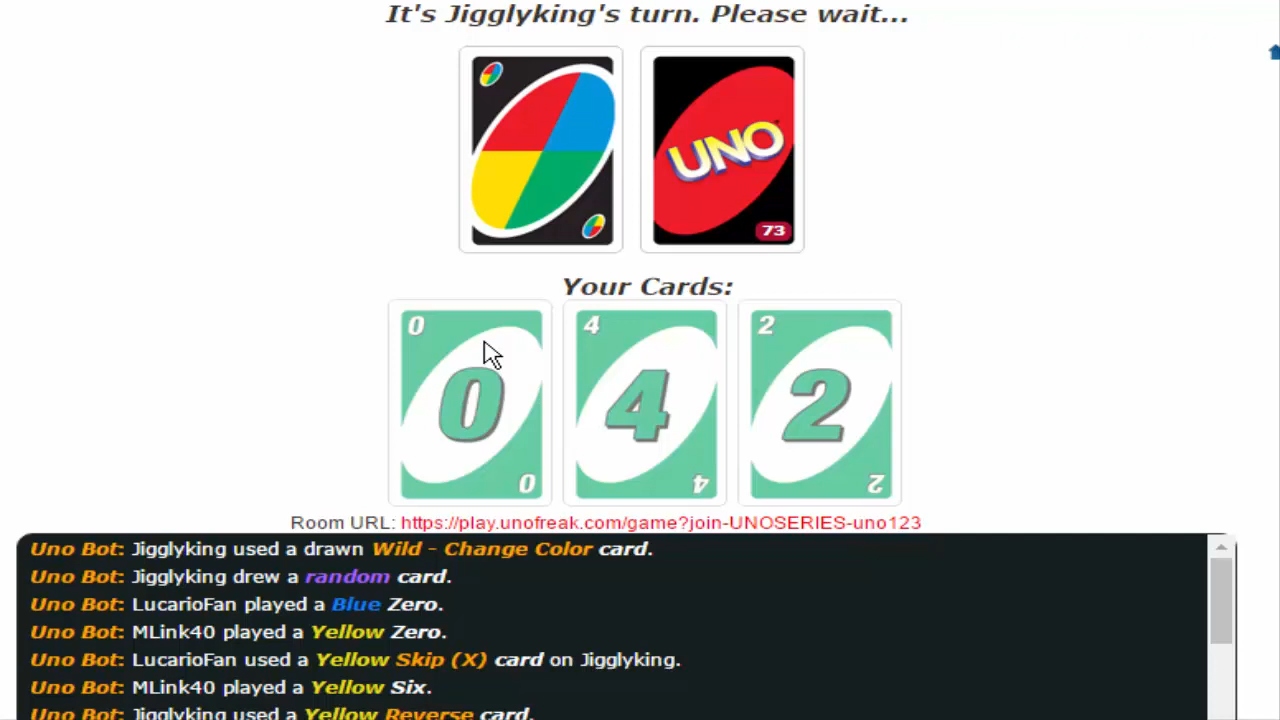 It's Jigglyking's turn. Please wait...
UNO
73
Your Cards:
0 4 2
0 4 2
0 4 2
Room URL: https://play.unofreak.com/game?join-UNOSERIES-uno123
Uno Bot: Jigglyking used a drawn Wild - Change Color card.
Uno Bot: Jigglyking drew a random card.
Uno Bot: LucarioFan played a Blue Zero.
Uno Bot: MLink40 played a Yellow Zero.
Uno Bot: LucarioFan used a Yellow Skip (X) card on Jigglyking.
Uno Bot: MLink40 played a Yellow Six.
Uno Bot: Jigglyking used a Yellow Reverse card.